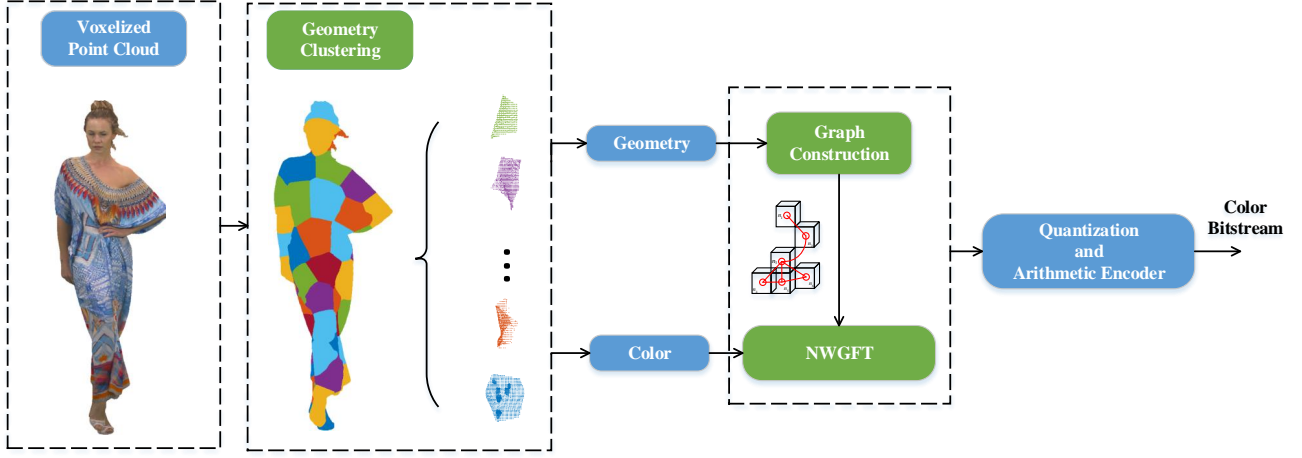 Voxelized
Point Cloud
Geometry
Clustering
Geometry
Graph
Construction
Color
NWGFT
Quantization
and
Arithmetic Encoder
Color
Bitstream